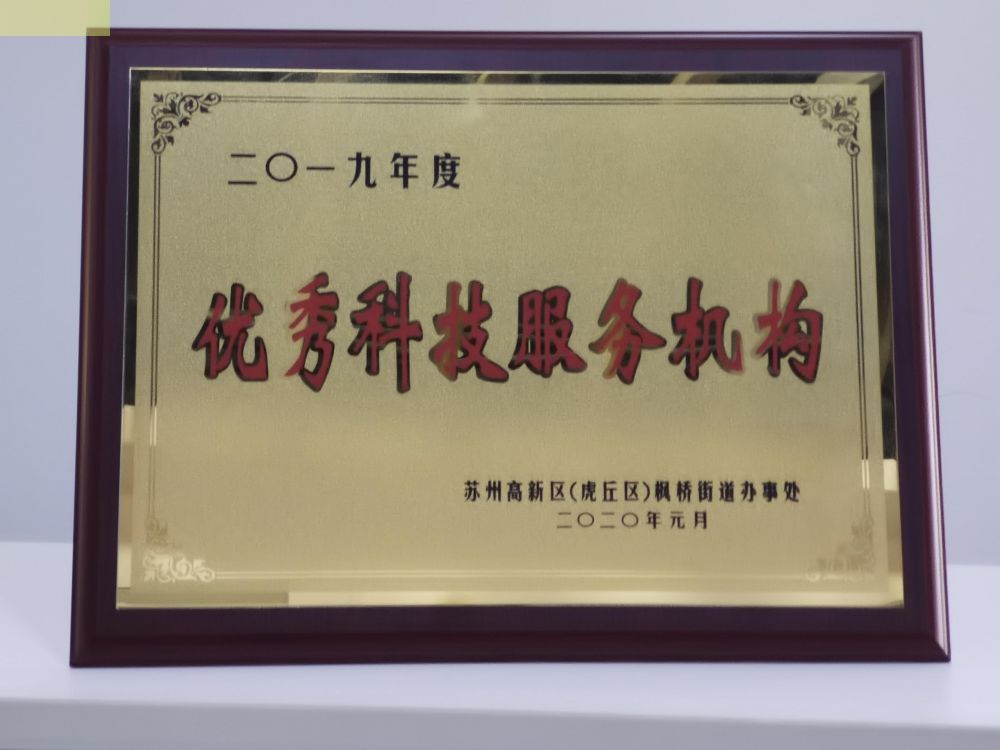 二〇一九年度
优秀科技服务机构
苏州高新区(虎丘区)枫桥街道办事处
二〇二〇年元月